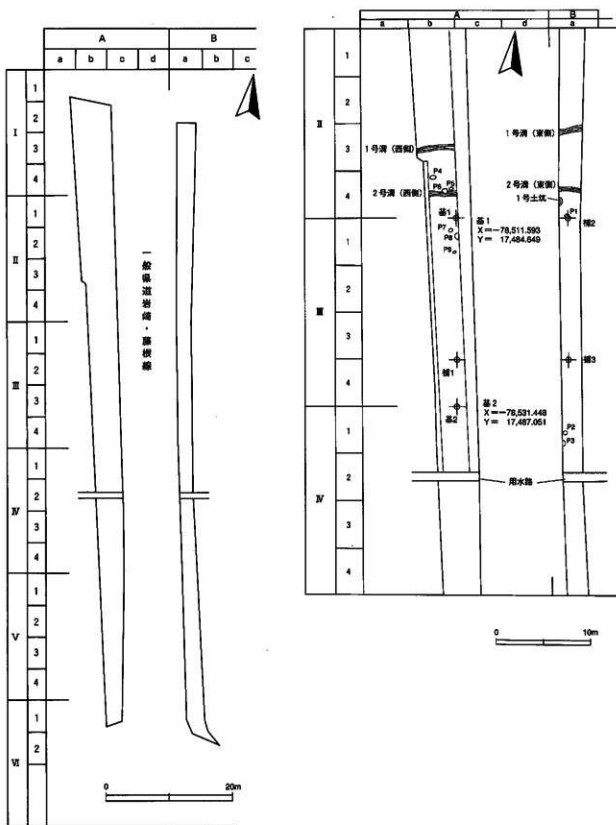 A B
a b c d a b c
Ⅰ 1 2 3 4
Ⅱ 1 2 3 4
Ⅲ 1 2 3 4
Ⅳ 1 2 3 4
Ⅴ 1 2 3 4
Ⅵ 1 2
一般県道岩崎・藤根線
0 20m
A B
a b c d a
Ⅱ 1 2 3 4
Ⅲ 1 2 3 4
Ⅳ 1 2 3 4
1号溝(西側)
1号溝(東側)
P4
P6 P5
2号溝(西側)
2号溝(東側)
1号土坑
基1
P1
補2
基1
X=-78,511.593
Y= 17,484.649
P7
P8
P9
補1
補3
基2
基2
X=-78,531.448
Y= 17,487.051
P2
P3
用水路
0 10m